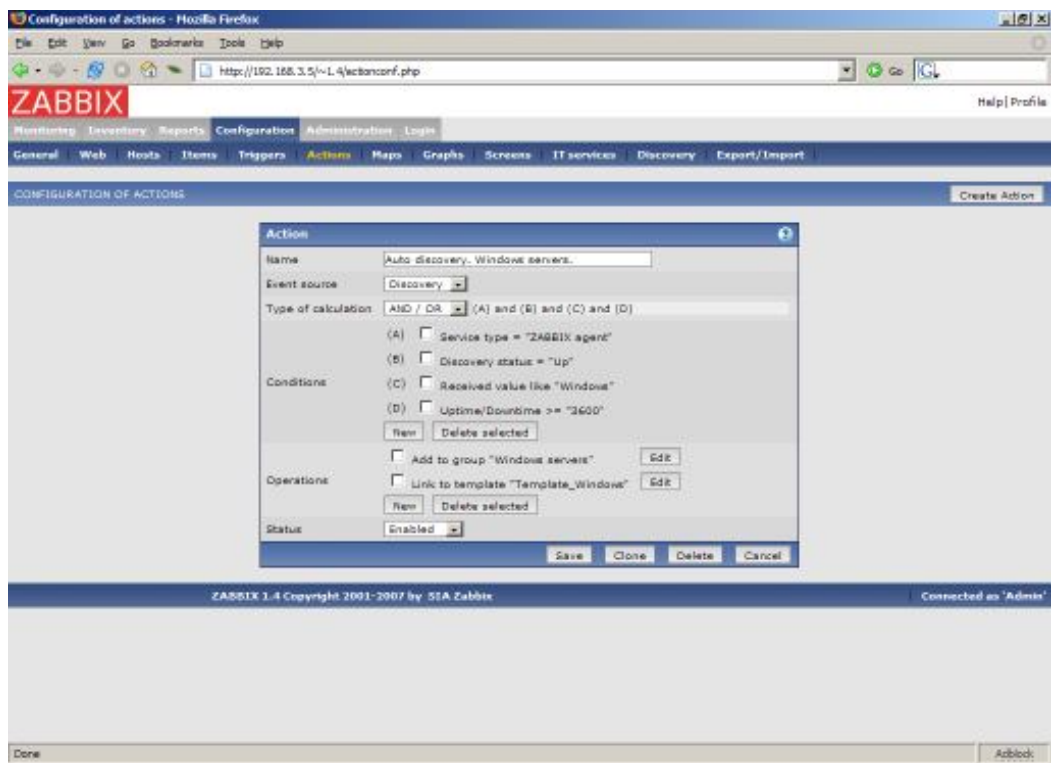 Configuration of actions - Mozilla Firefox
File Edit View Go Bookmarks Tools Help
http://192.168.3.5/~1.4/actionconf.php Go G
ZABBIX Help | Profile
Monitoring Inventory Reports Configuration Administration Login
General Web Hosts Items Triggers Actions Maps Graphs Screens IT services Discovery Export/Import
CONFIGURATION OF ACTIONS Create Action
Action
Name Auto discovery. Windows servers.
Event source Discovery
Type of calculation AND / OR (A) and (B) and (C) and (D)
(A) Service type = "ZABBIX agent"
(B) Discovery status = "Up"
Conditions (C) Received value like "Windows"
(D) Uptime/Downtime >= "3600"
New Delete selected
Add to group "Windows servers" Edit
Operations Link to template "Template_Windows" Edit
New Delete selected
Status Enabled
Save Clone Delete Cancel
ZABBIX 1.4 Copyright 2001-2007 by SIA Zabbix Connected as 'Admin'
Done Adblock